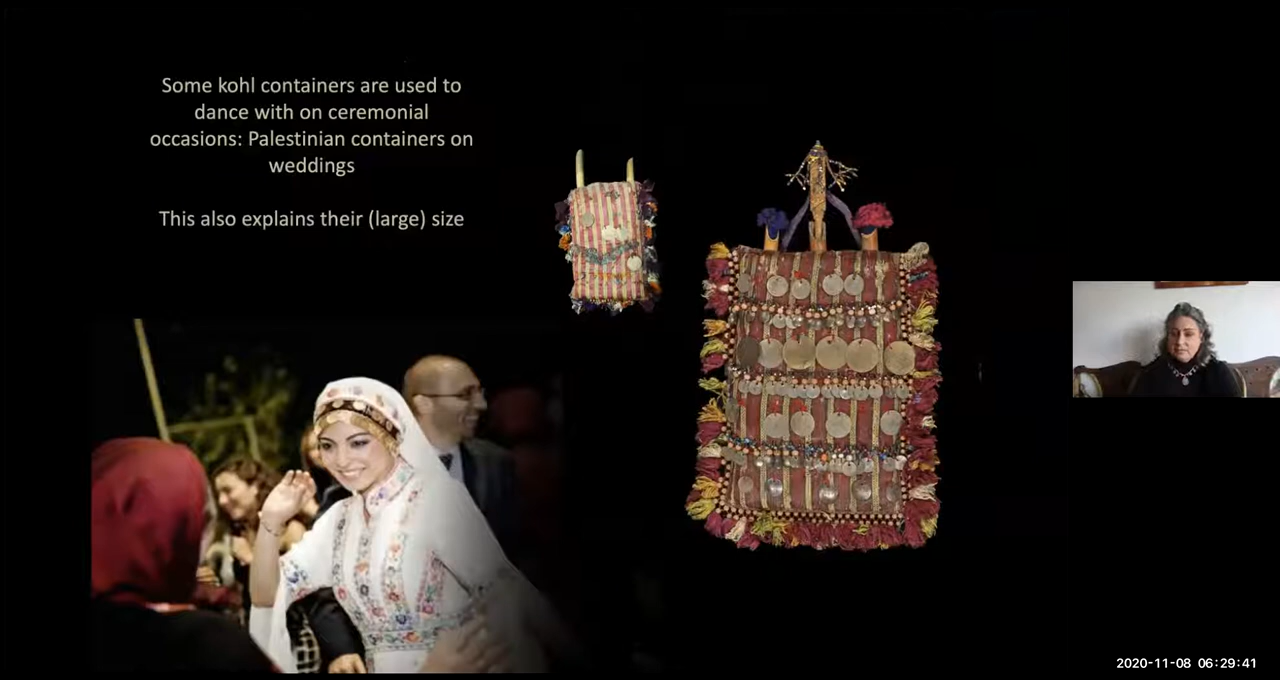 Some kohl containers are used to
dance with on ceremonial
occasions: Palestinian containers on
weddings
This also explains their (large) size
2020-11-08 06:29:41